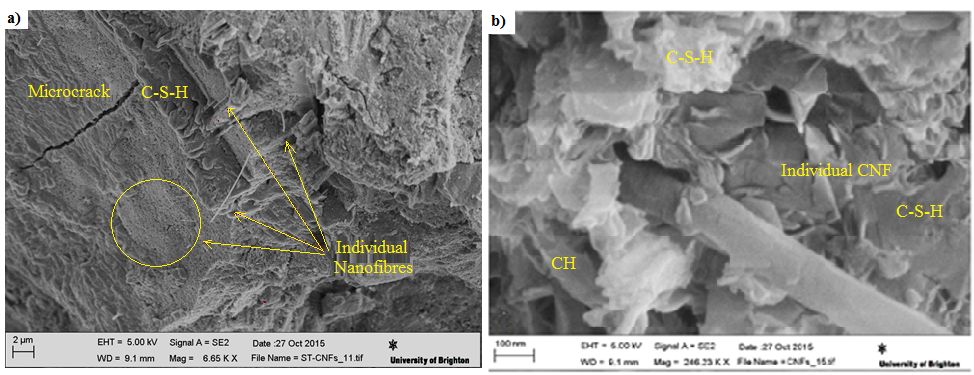 a)
Microcrack
C-S-H
Individual
Nanofibres
2 µm
EHT = 5.00 kV
Signal A = SE2
Date :27 Oct 2015
WD = 9.1 mm
Mag = 6.65 K X
File Name = ST-CNFs_11.tif
University of Brighton
b)
C-S-H
Individual CNF
C-S-H
CH
100 nm
EHT = 5.00 kV
Signal A = SE2
Date :27 Oct 2015
WD = 9.1 mm
Mag = 246.23 K X
File Name = CNFs_15.tif
University of Brighton